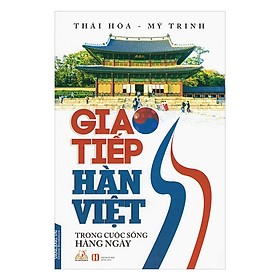 THÁI HÒA - MỸ TRINH
GIAO
TIẾP
HÀN
VIỆT
TRONG CUỘC SỐNG
HÀNG NGÀY